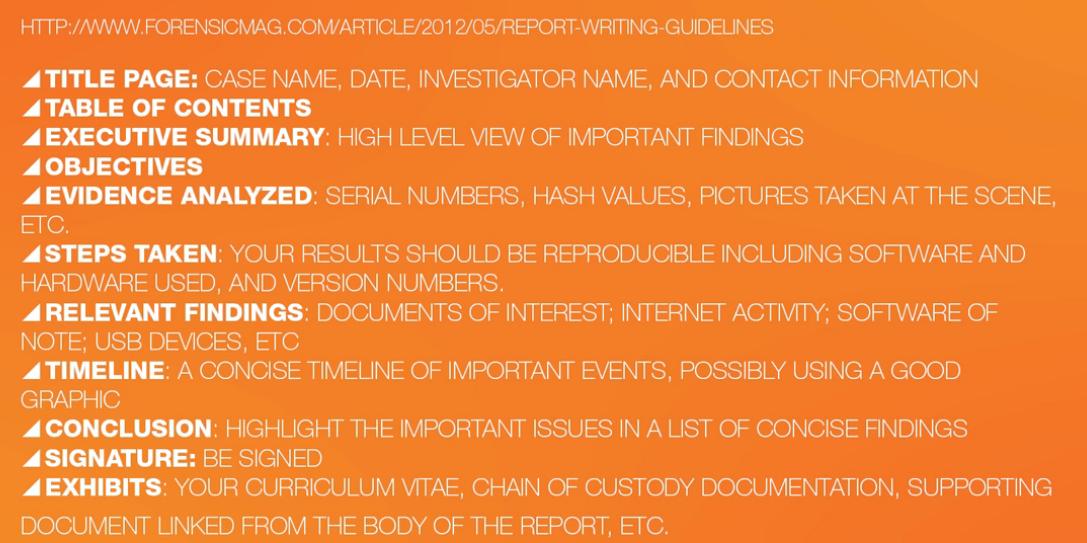 HTTP://WWW.FORENSICMAG.COM/ARTICLE/2012/05/REPORT-WRITING-GUIDELINES
TITLE PAGE: CASE NAME, DATE, INVESTIGATOR NAME, AND CONTACT INFORMATION
TABLE OF CONTENTS
EXECUTIVE SUMMARY: HIGH LEVEL VIEW OF IMPORTANT FINDINGS
OBJECTIVES
EVIDENCE ANALYZED: SERIAL NUMBERS, HASH VALUES, PICTURES TAKEN AT THE SCENE,
ETC.
STEPS TAKEN: YOUR RESULTS SHOULD BE REPRODUCIBLE INCLUDING SOFTWARE AND
HARDWARE USED, AND VERSION NUMBERS.
RELEVANT FINDINGS: DOCUMENTS OF INTEREST; INTERNET ACTIVITY; SOFTWARE OF
NOTE; USB DEVICES, ETC
TIMELINE: A CONCISE TIMELINE OF IMPORTANT EVENTS, POSSIBLY USING A GOOD
GRAPHIC
CONCLUSION: HIGHLIGHT THE IMPORTANT ISSUES IN A LIST OF CONCISE FINDINGS
SIGNATURE: BE SIGNED
EXHIBITS: YOUR CURRICULUM VITAE, CHAIN OF CUSTODY DOCUMENTATION, SUPPORTING
DOCUMENT LINKED FROM THE BODY OF THE REPORT, ETC.